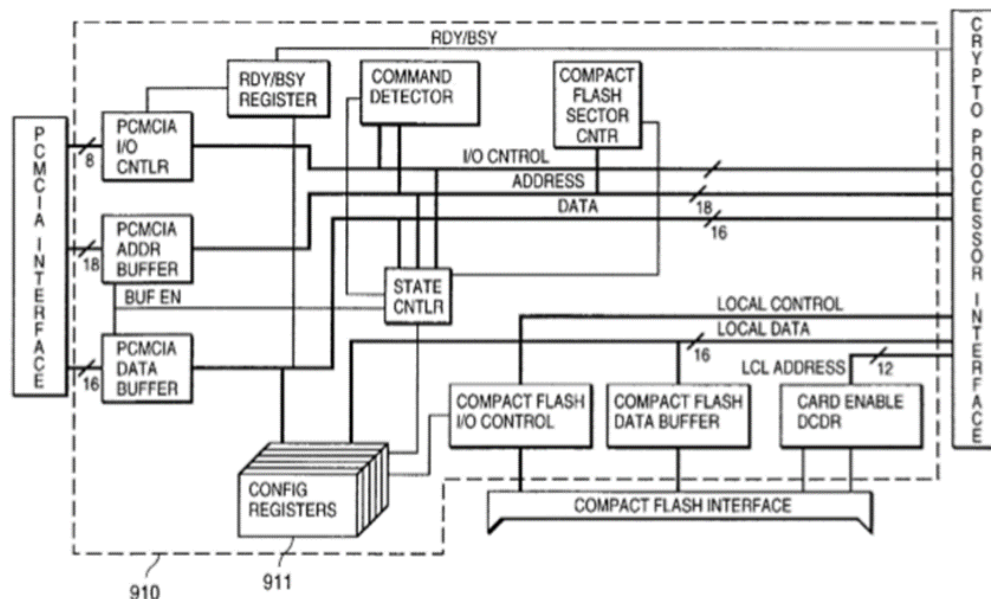 RDY/BSY
RDY/BSY
REGISTER
COMMAND
DETECTOR
COMPACT
FLASH
SECTOR
CNTR
CRYPTO PROCESSOR INTERFACE
PCMCIA INTERFACE
8
PCMCIA
I/O
CNTLR
I/O CNTROL
ADDRESS
18
DATA
16
18
PCMCIA
ADDR
BUFFER
BUF EN
STATE
CNTLR
16
PCMCIA
DATA
BUFFER
LOCAL CONTROL
LOCAL DATA
16
LCL ADDRESS
12
COMPACT FLASH
I/O CONTROL
COMPACT FLASH
DATA BUFFER
CARD ENABLE
DCDR
CONFIG
REGISTERS
COMPACT FLASH INTERFACE
910
911